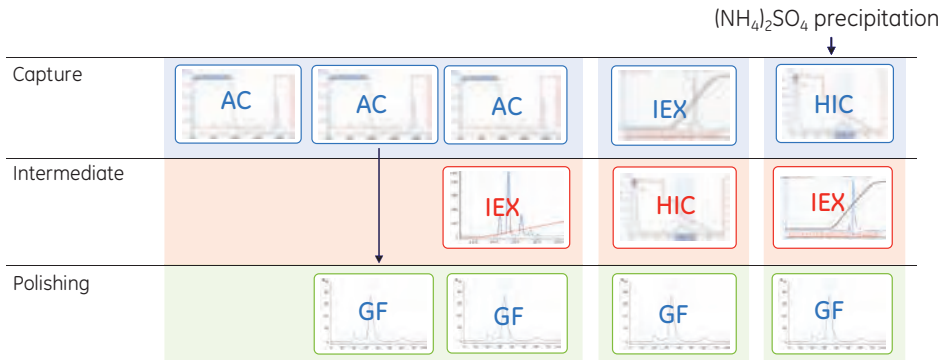 (NH₄)₂SO₄ precipitation
Capture
AC AC AC IEX HIC
Intermediate
IEX HIC IEX
Polishing
GF GF GF GF